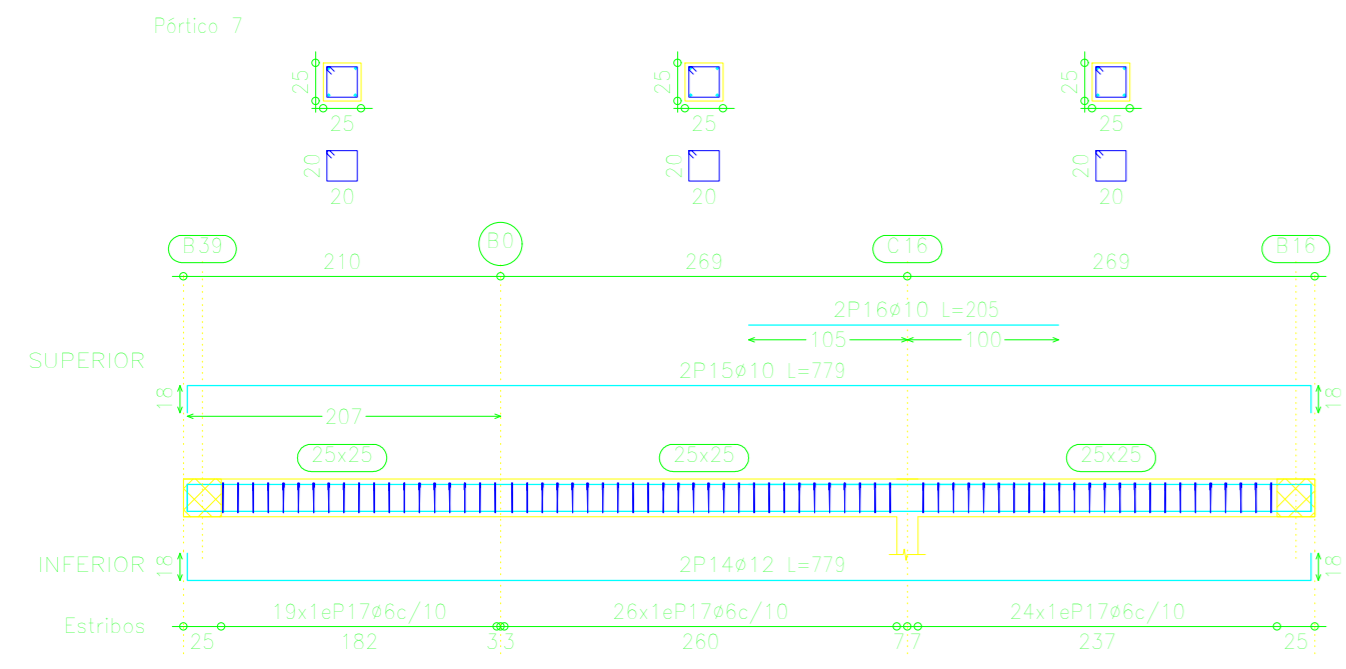 Pórtico 7
25 25 25
25 25 25
20 20 20
20 20 20
B39 B0 C16 B16
210 269 269
2P16ø10 L=205
105 100
SUPERIOR
2P15ø10 L=779
18 18
207
25x25 25x25 25x25
INFERIOR
18 2P14ø12 L=779 18
Estribos 19x1eP17ø6c/10 26x1eP17ø6c/10 24x1eP17ø6c/10
25 182 3 3 260 7 7 237 25